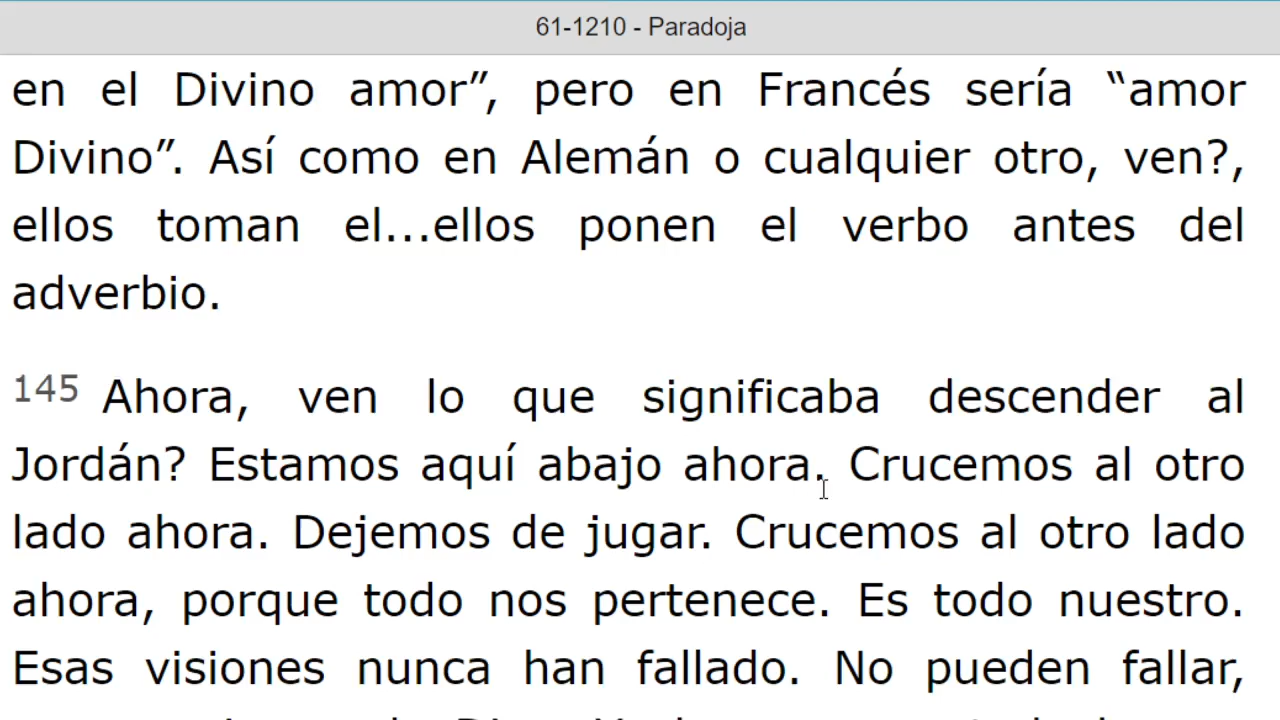 61-1210 - Paradoja
en el Divino amor”, pero en Francés sería “amor
Divino”. Así como en Alemán o cualquier otro, ven?,
ellos toman el...ellos ponen el verbo antes del
adverbio.
145 Ahora, ven lo que significaba descender al
Jordán? Estamos aquí abajo ahora. Crucemos al otro
lado ahora. Dejemos de jugar. Crucemos al otro lado
ahora, porque todo nos pertenece. Es todo nuestro.
Esas visiones nunca han fallado. No pueden fallar,